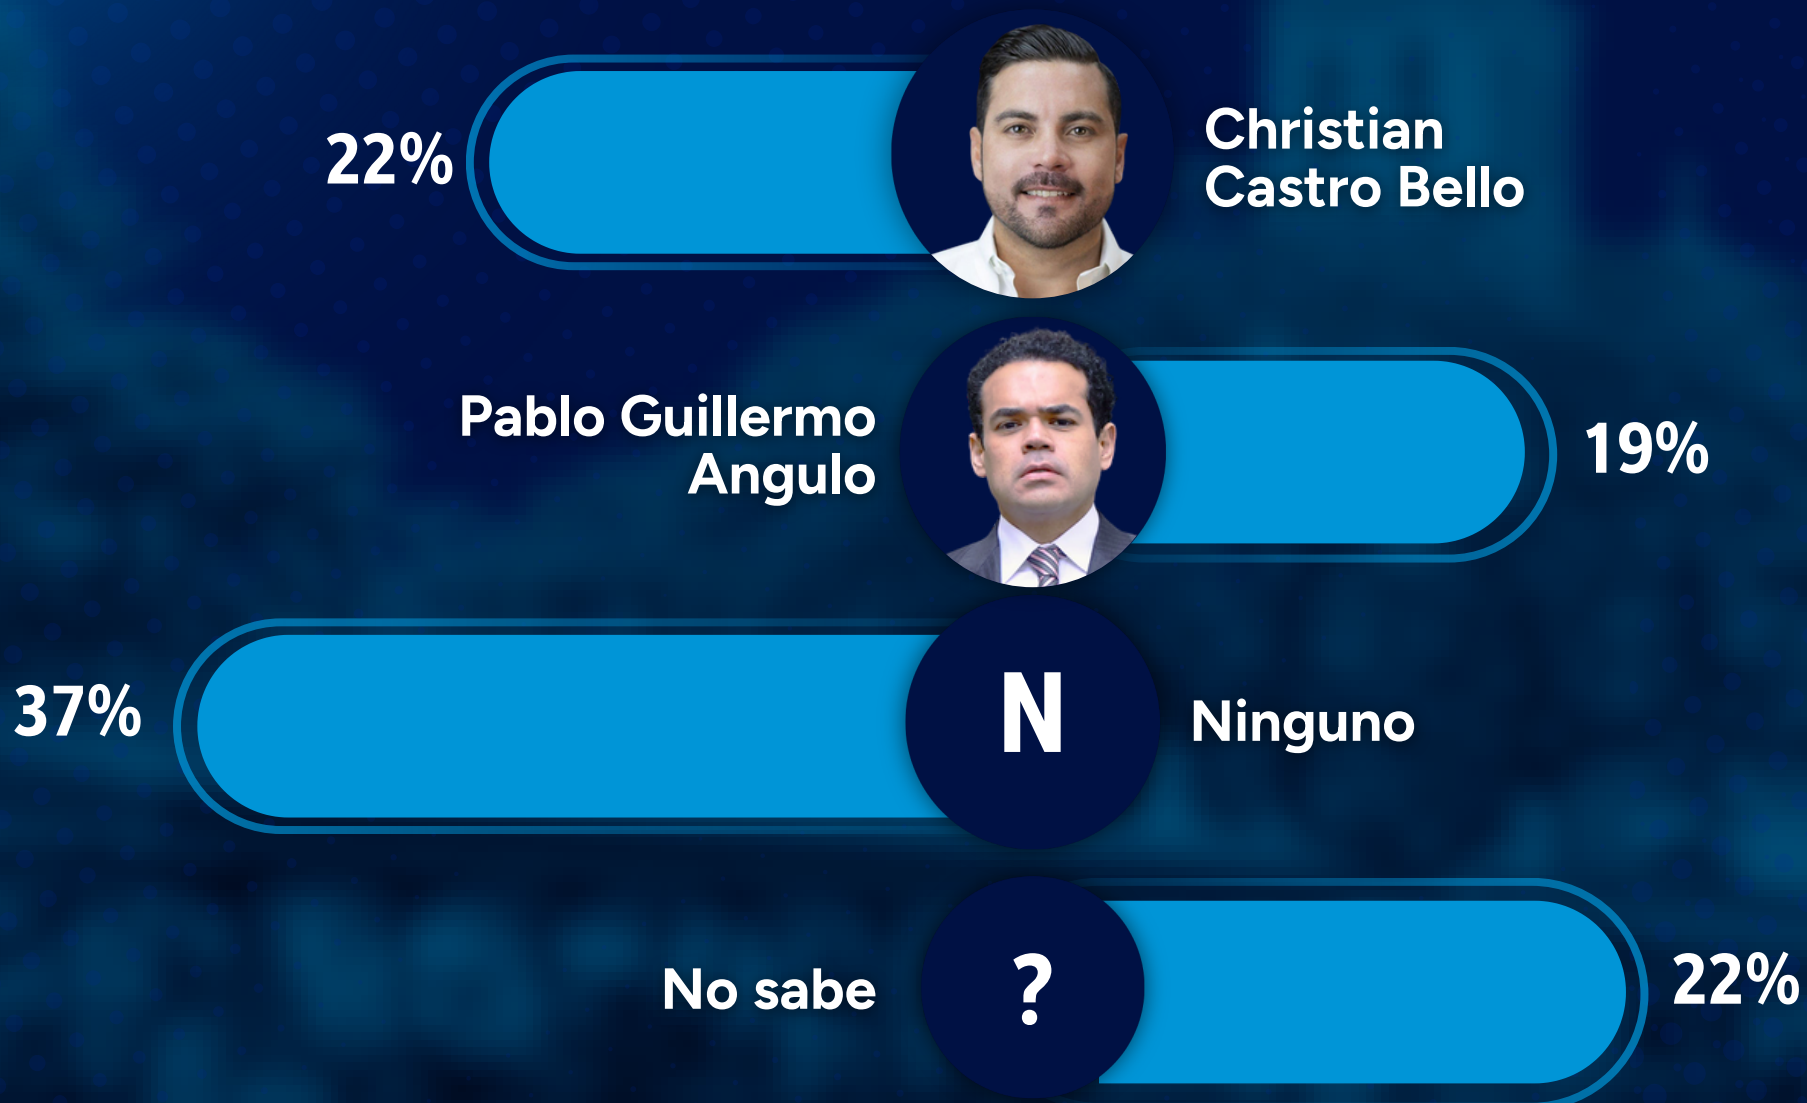 22%
Christian
Castro Bello
Pablo Guillermo
Angulo
19%
37%
N
Ninguno
No sabe
?
22%